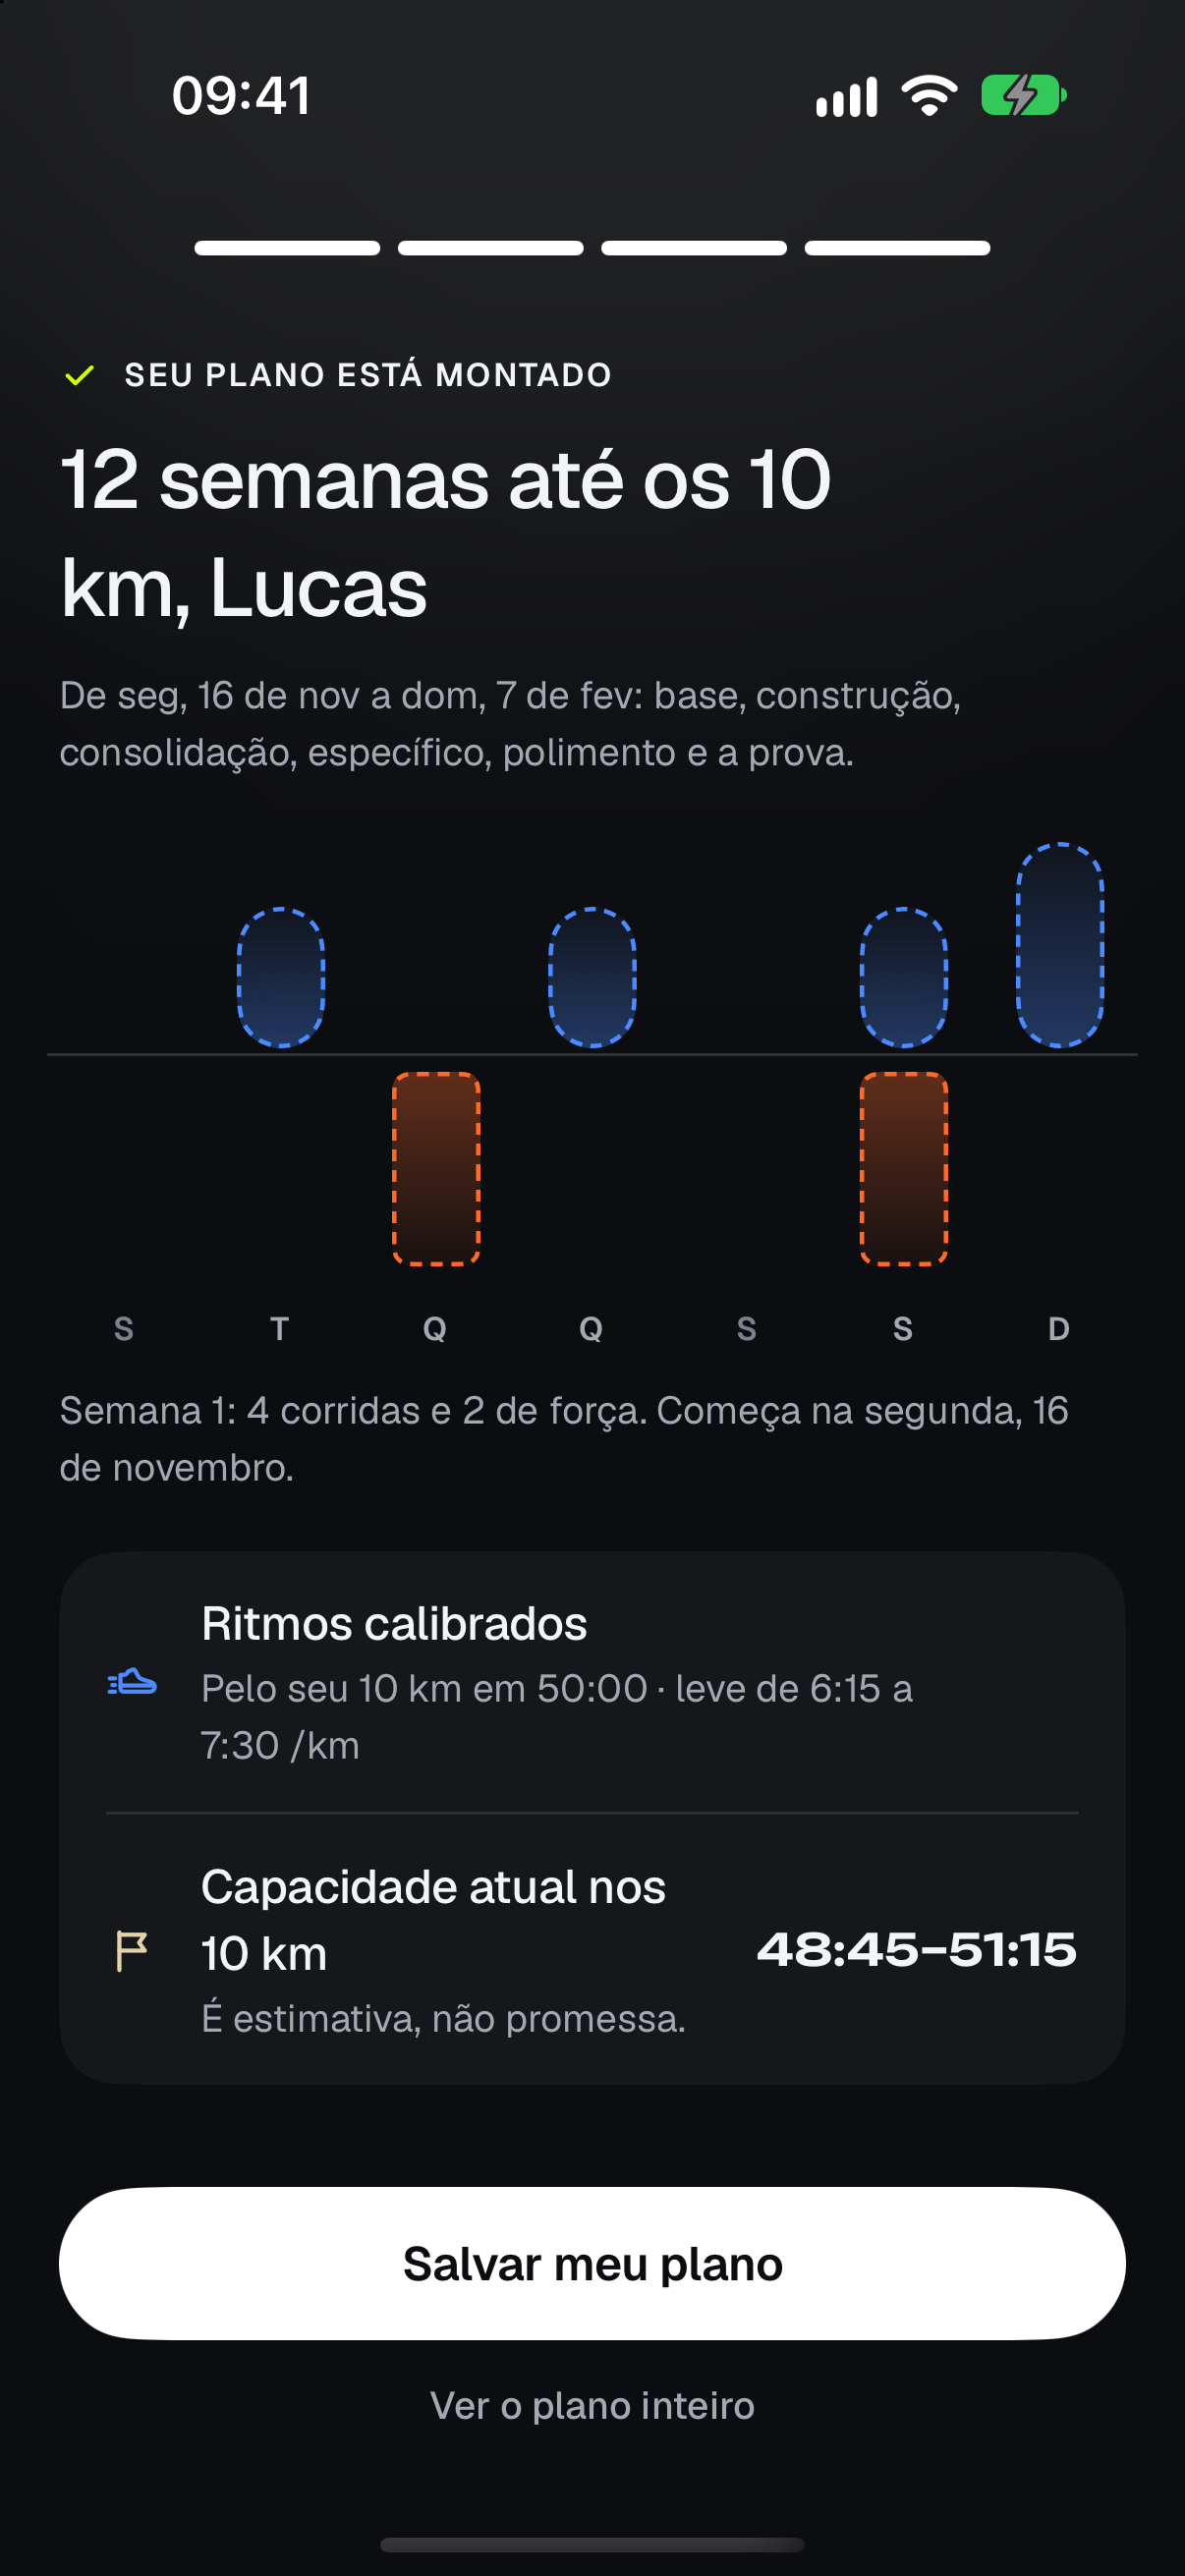 09:41
SEU PLANO ESTÁ MONTADO
12 semanas até os 10
km, Lucas
De seg, 16 de nov a dom, 7 de fev: base, construção,
consolidação, específico, polimento e a prova.
S T Q Q S S D
Semana 1: 4 corridas e 2 de força. Começa na segunda, 16
de novembro.
Ritmos calibrados
Pelo seu 10 km em 50:00 · leve de 6:15 a
7:30 /km
Capacidade atual nos
10 km
48:45–51:15
É estimativa, não promessa.
Salvar meu plano
Ver o plano inteiro